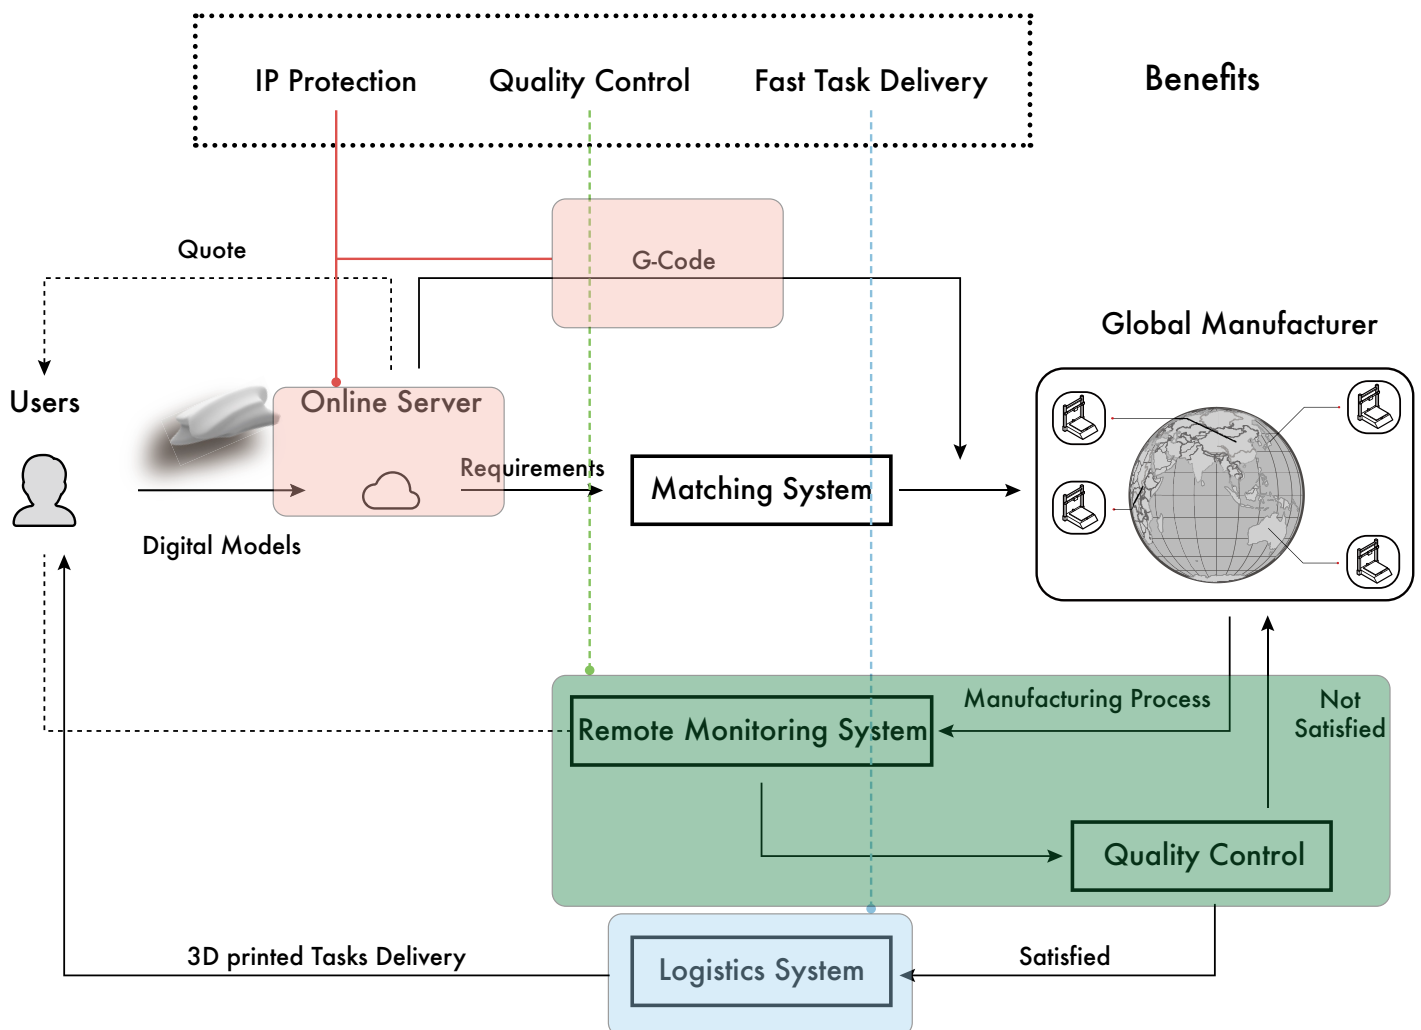 IP Protection
Quality Control
Fast Task Delivery
Benefits
Quote
G-Code
Global Manufacturer
Users
Online Server
Requirements
Matching System
Digital Models
Manufacturing Process
Not
Satisfied
Remote Monitoring System
Quality Control
3D printed Tasks Delivery
Logistics System
Satisfied